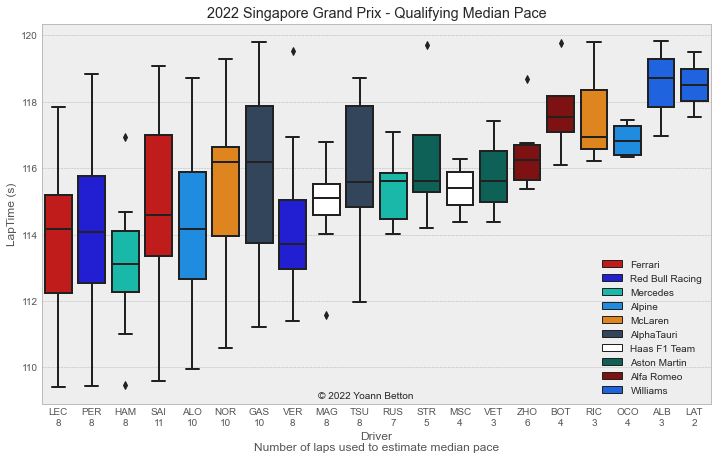 2022 Singapore Grand Prix - Qualifying Median Pace
LapTime (s)
120
118
116
114
112
110
Ferrari
Red Bull Racing
Mercedes
Alpine
McLaren
AlphaTauri
Haas F1 Team
Aston Martin
Alfa Romeo
Williams
© 2022 Yoann Betton
LEC PER HAM SAI ALO NOR GAS VER MAG TSU RUS STR MSC VET ZHO BOT RIC OCO ALB LAT
8 8 8 11 10 10 10 8 8 8 7 5 4 3 6 4 3 4 3 2
Driver
Number of laps used to estimate median pace